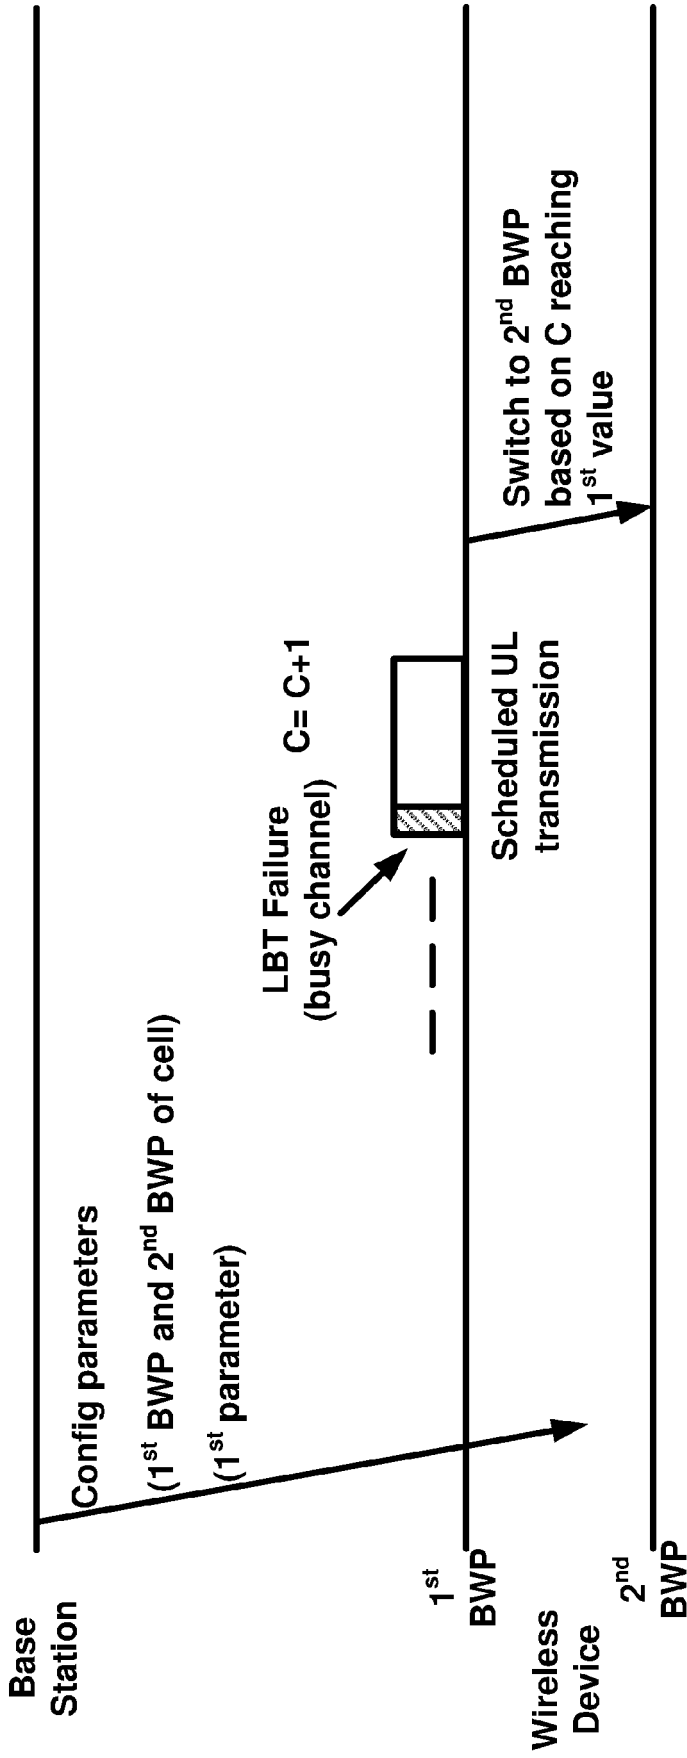 Base
Station
Config parameters
(1st BWP and 2nd BWP of cell)
(1st parameter)
LBT Failure
(busy channel)
C= C+1
1st
BWP
Scheduled UL
transmission
Switch to 2nd BWP
based on C reaching
1st value
Wireless
Device
2nd
BWP